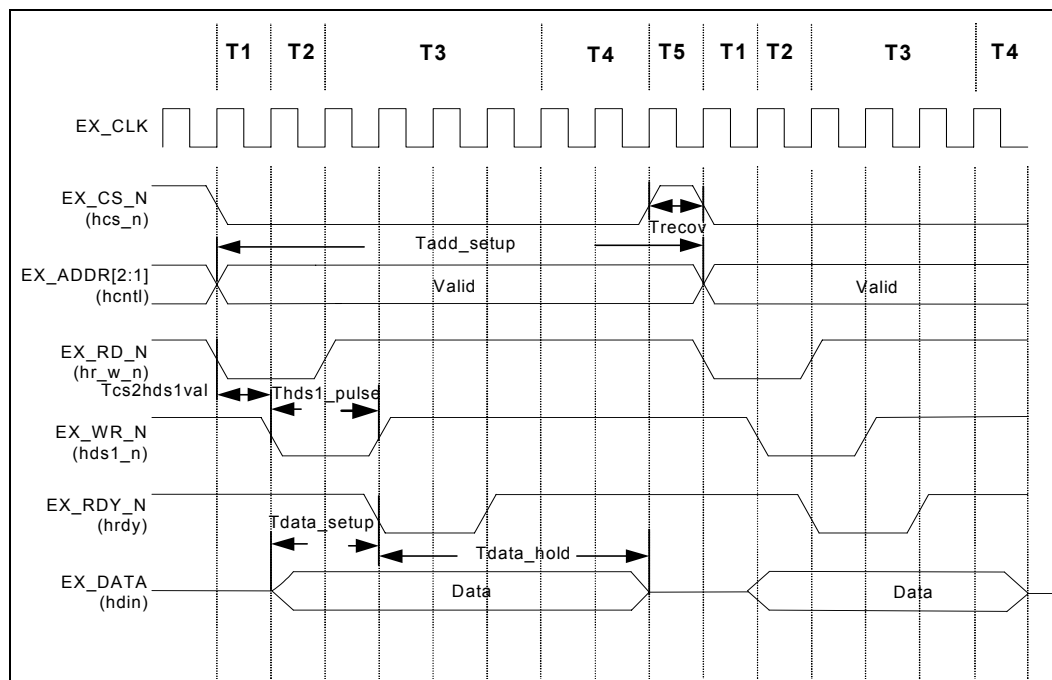 T1 T2 T3 T4 T5 T1 T2 T3 T4
EX_CLK
EX_CS_N
(hcs_n)
Trecov
Tadd_setup
EX_ADDR[2:1]
(hcntl)
Valid Valid
EX_RD_N
(hr_w_n)
Tcs2hds1val Thds1_pulse
EX_WR_N
(hds1_n)
EX_RDY_N
(hrdy)
Tdata_setup
Tdata_hold
EX_DATA
(hdin)
Data Data